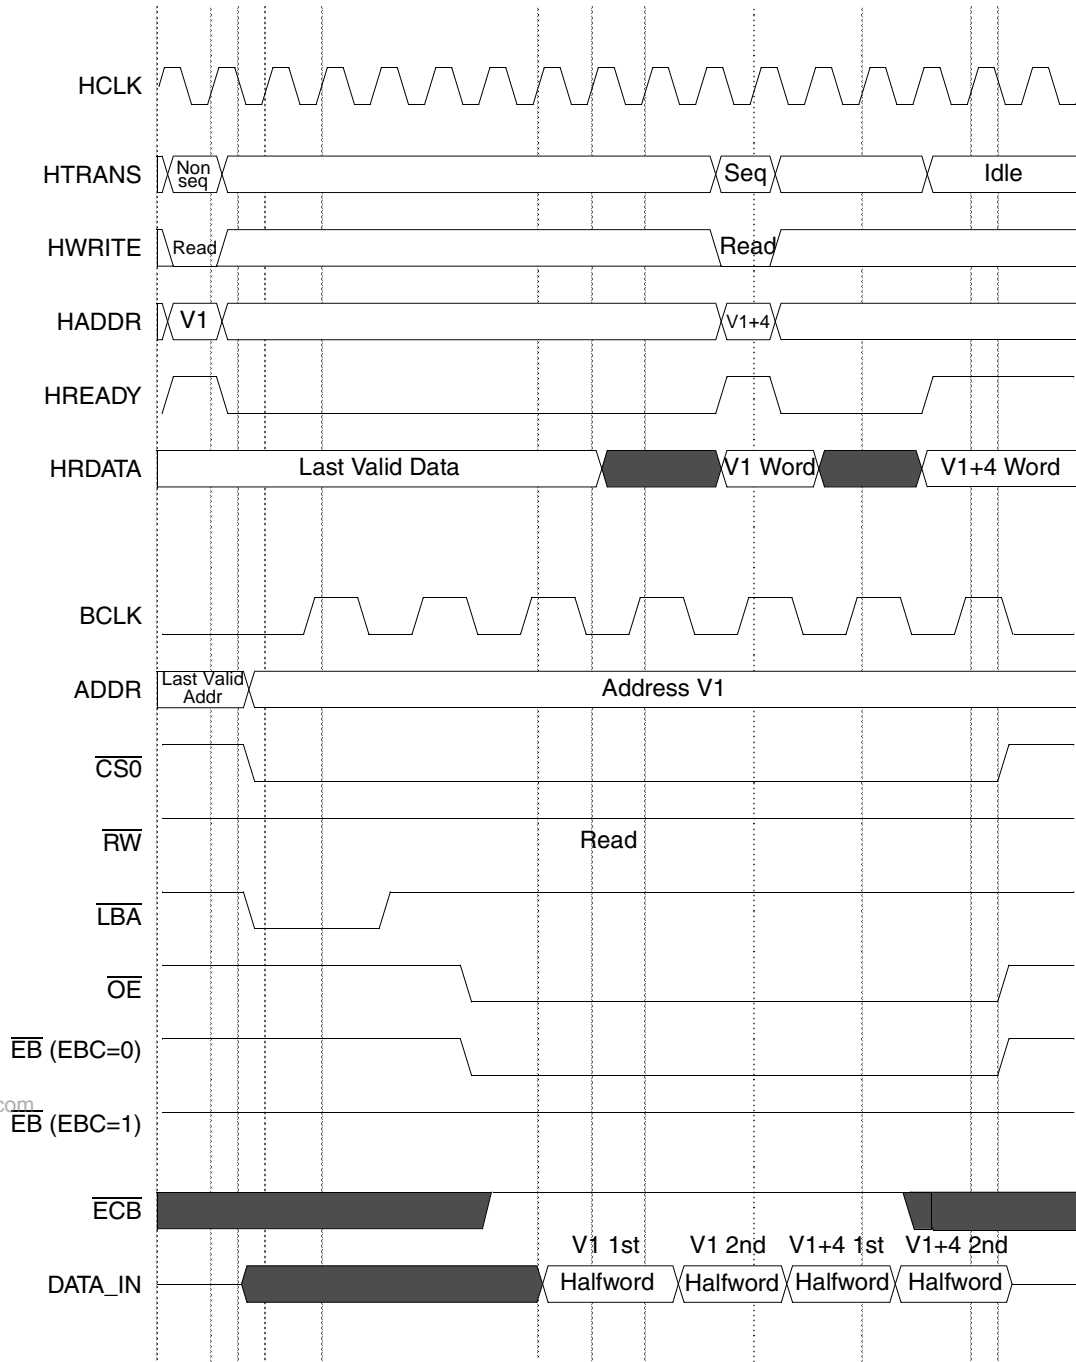 HCLK
HTRANS Non seq Seq Idle
HWRITE Read Read
HADDR V1 V1+4
HREADY
HRDATA Last Valid Data V1 Word V1+4 Word
BCLK
ADDR Last Valid Addr Address V1
CS0
RW Read
LBA
OE
EB (EBC=0)
com
EB (EBC=1)
ECB
V1 1st V1 2nd V1+4 1st V1+4 2nd
DATA_IN Halfword Halfword Halfword Halfword